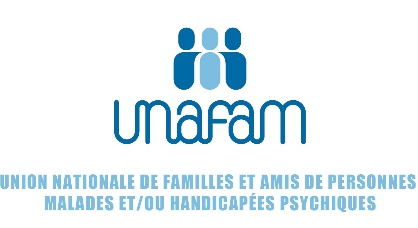 unafam
UNION NATIONALE DE FAMILLES ET AMIS DE PERSONNES
MALADES ET/OU HANDICAPÉES PSYCHIQUES